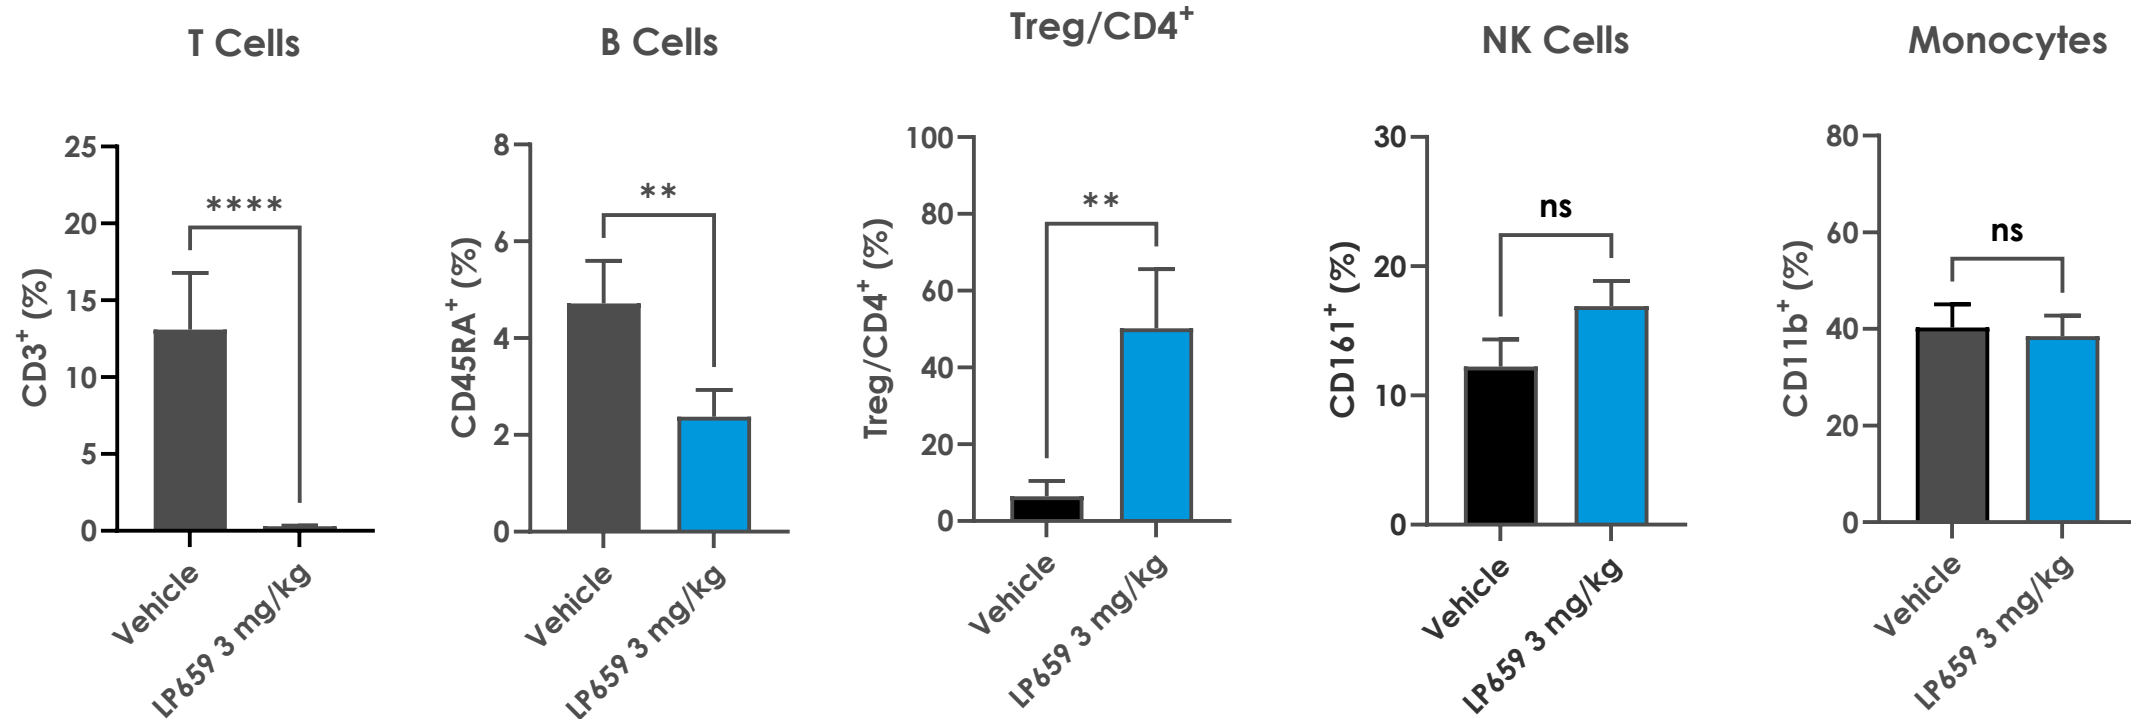 T Cells
CD3⁺ (%)
25
20
15
10
5
0
****
Vehicle
LP659 3 mg/kg
B Cells
CD45RA⁺ (%)
8
6
4
2
0
**
Vehicle
LP659 3 mg/kg
Treg/CD4⁺
Treg/CD4⁺ (%)
100
80
60
40
20
0
**
Vehicle
LP659 3 mg/kg
NK Cells
CD161⁺ (%)
30
20
10
0
ns
Vehicle
LP659 3 mg/kg
Monocytes
CD11b⁺ (%)
80
60
40
20
0
ns
Vehicle
LP659 3 mg/kg